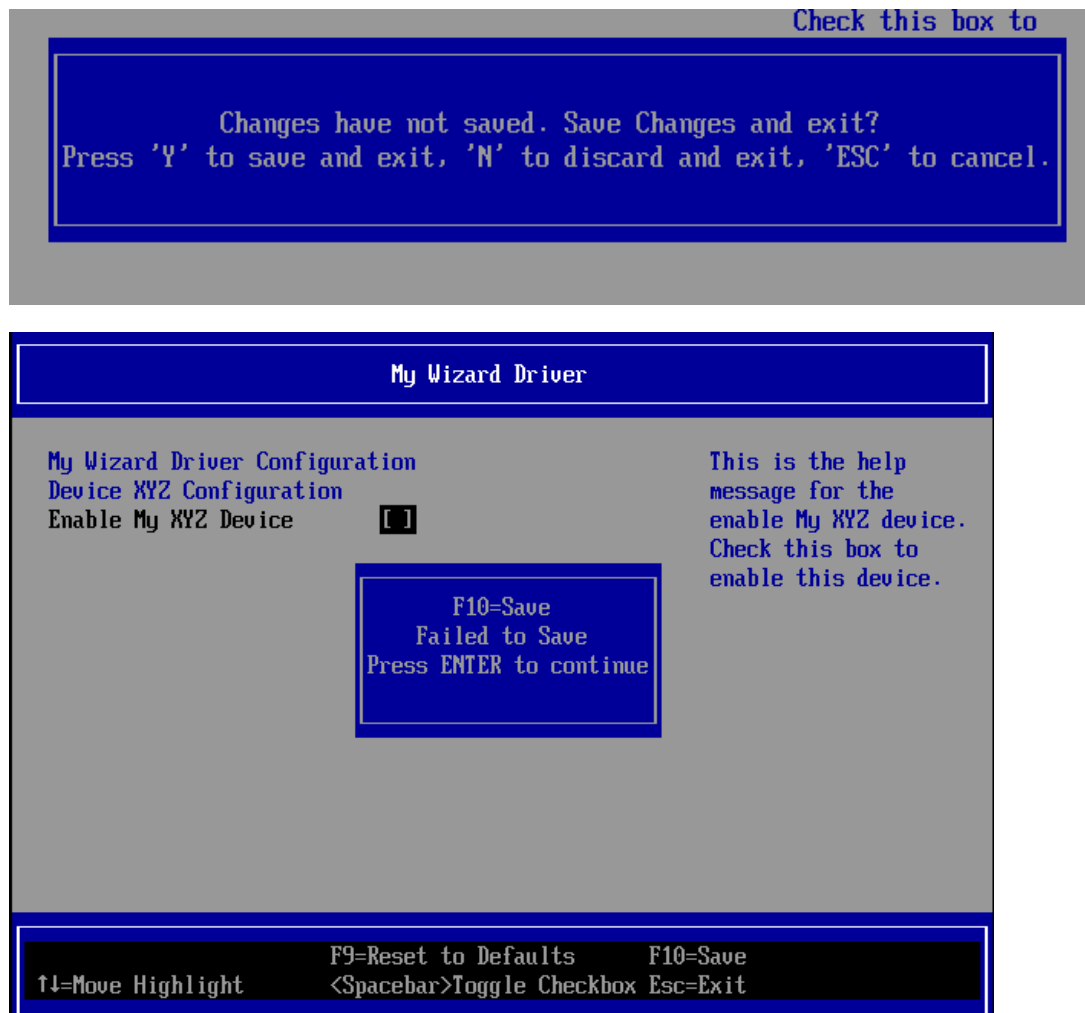 Check this box to
Changes have not saved. Save Changes and exit?
Press 'Y' to save and exit, 'N' to discard and exit, 'ESC' to cancel.
My Wizard Driver
My Wizard Driver Configuration
Device XYZ Configuration
Enable My XYZ Device [ ]
This is the help
message for the
enable My XYZ device.
Check this box to
enable this device.
F10=Save
Failed to Save
Press ENTER to continue
F9=Reset to Defaults F10=Save
↑↓=Move Highlight <Spacebar>Toggle Checkbox Esc=Exit